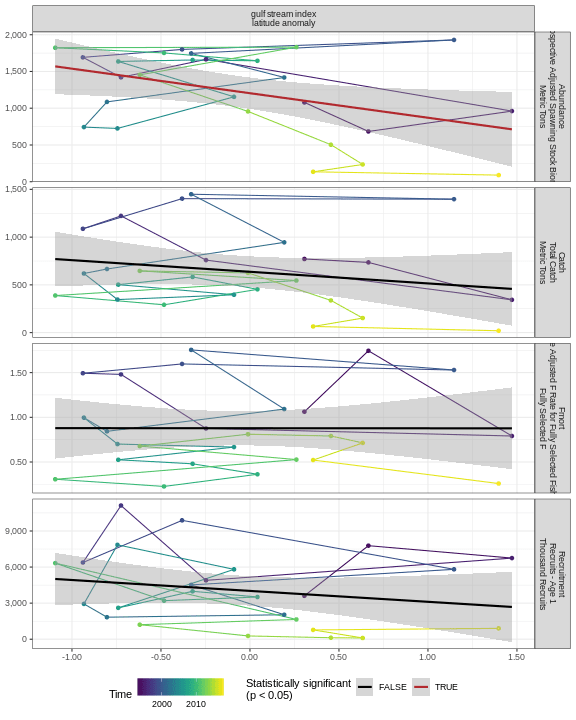 gulf stream index
latitude anomaly
2,000
1,500
1,000
500
0
Abundance
Adjusted Spawning Stock
Metric Tons
1,500
1,000
500
0
Catch
Total Catch
Metric Tons
1.50
1.00
0.50
Fmort
Adjusted F Rate for Fully Selected
Fully Selected F
9,000
6,000
3,000
0
Recruitment
Recruits - Age 1
Thousand Recruits
-1.00
-0.50
0.00
0.50
1.00
1.50
Time
2000
2010
Statistically significant
(p < 0.05)
FALSE
TRUE